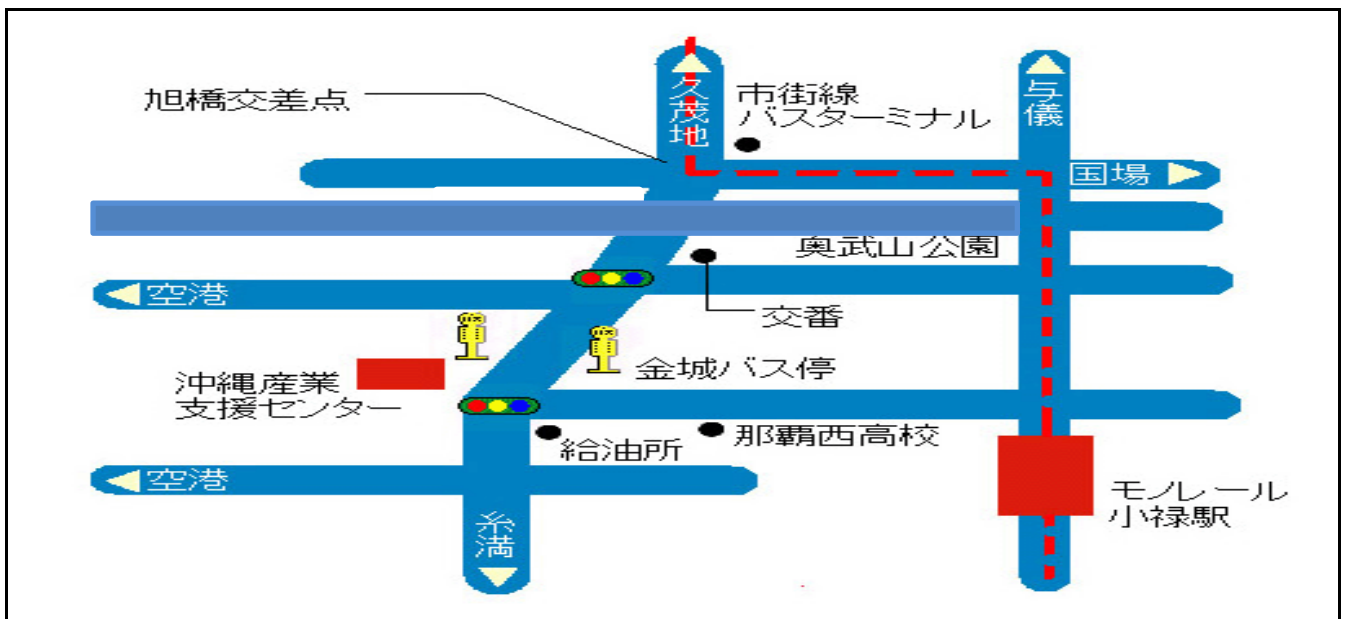 旭橋交差点
久茂地
市街線
バスターミナル
与儀
国場
奥武山公園
空港
交番
金城バス停
沖縄産業
支援センター
給油所
那覇西高校
空港
モノレール
小禄駅
糸満